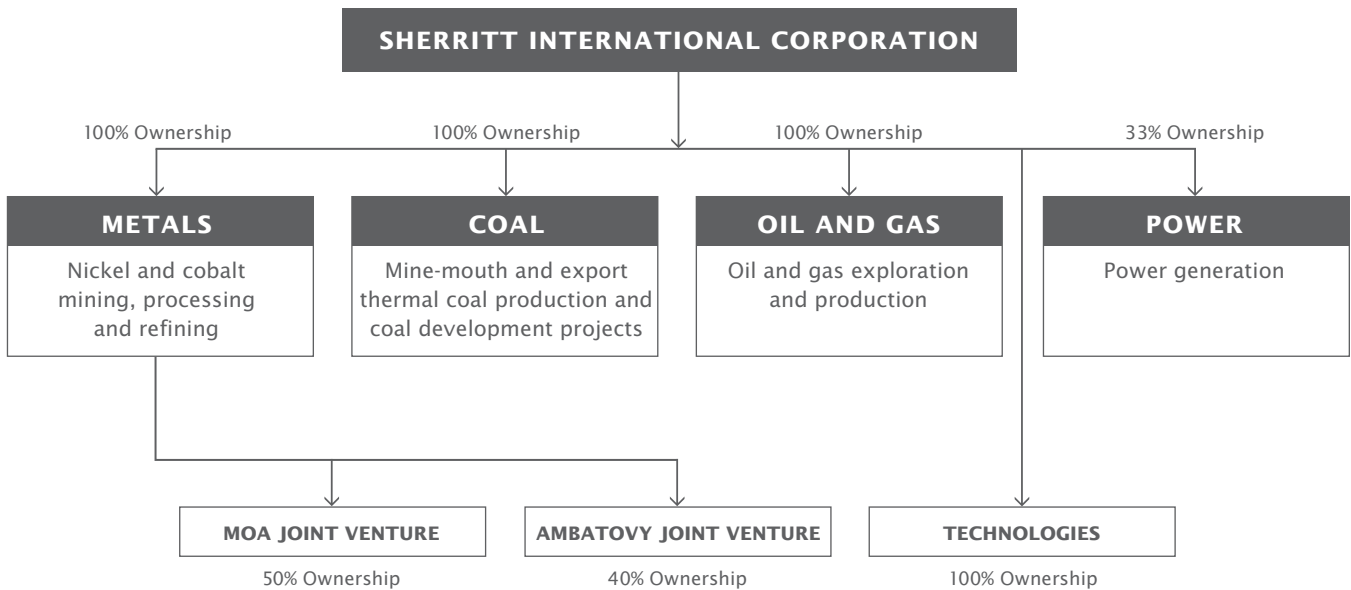 SHERRITT INTERNATIONAL CORPORATION
100% Ownership
100% Ownership
100% Ownership
33% Ownership
METALS
Nickel and cobalt
mining, processing
and refining
COAL
Mine-mouth and export
thermal coal production and
coal development projects
OIL AND GAS
Oil and gas exploration
and production
POWER
Power generation
MOA JOINT VENTURE
50% Ownership
AMBATOVY JOINT VENTURE
40% Ownership
TECHNOLOGIES
100% Ownership